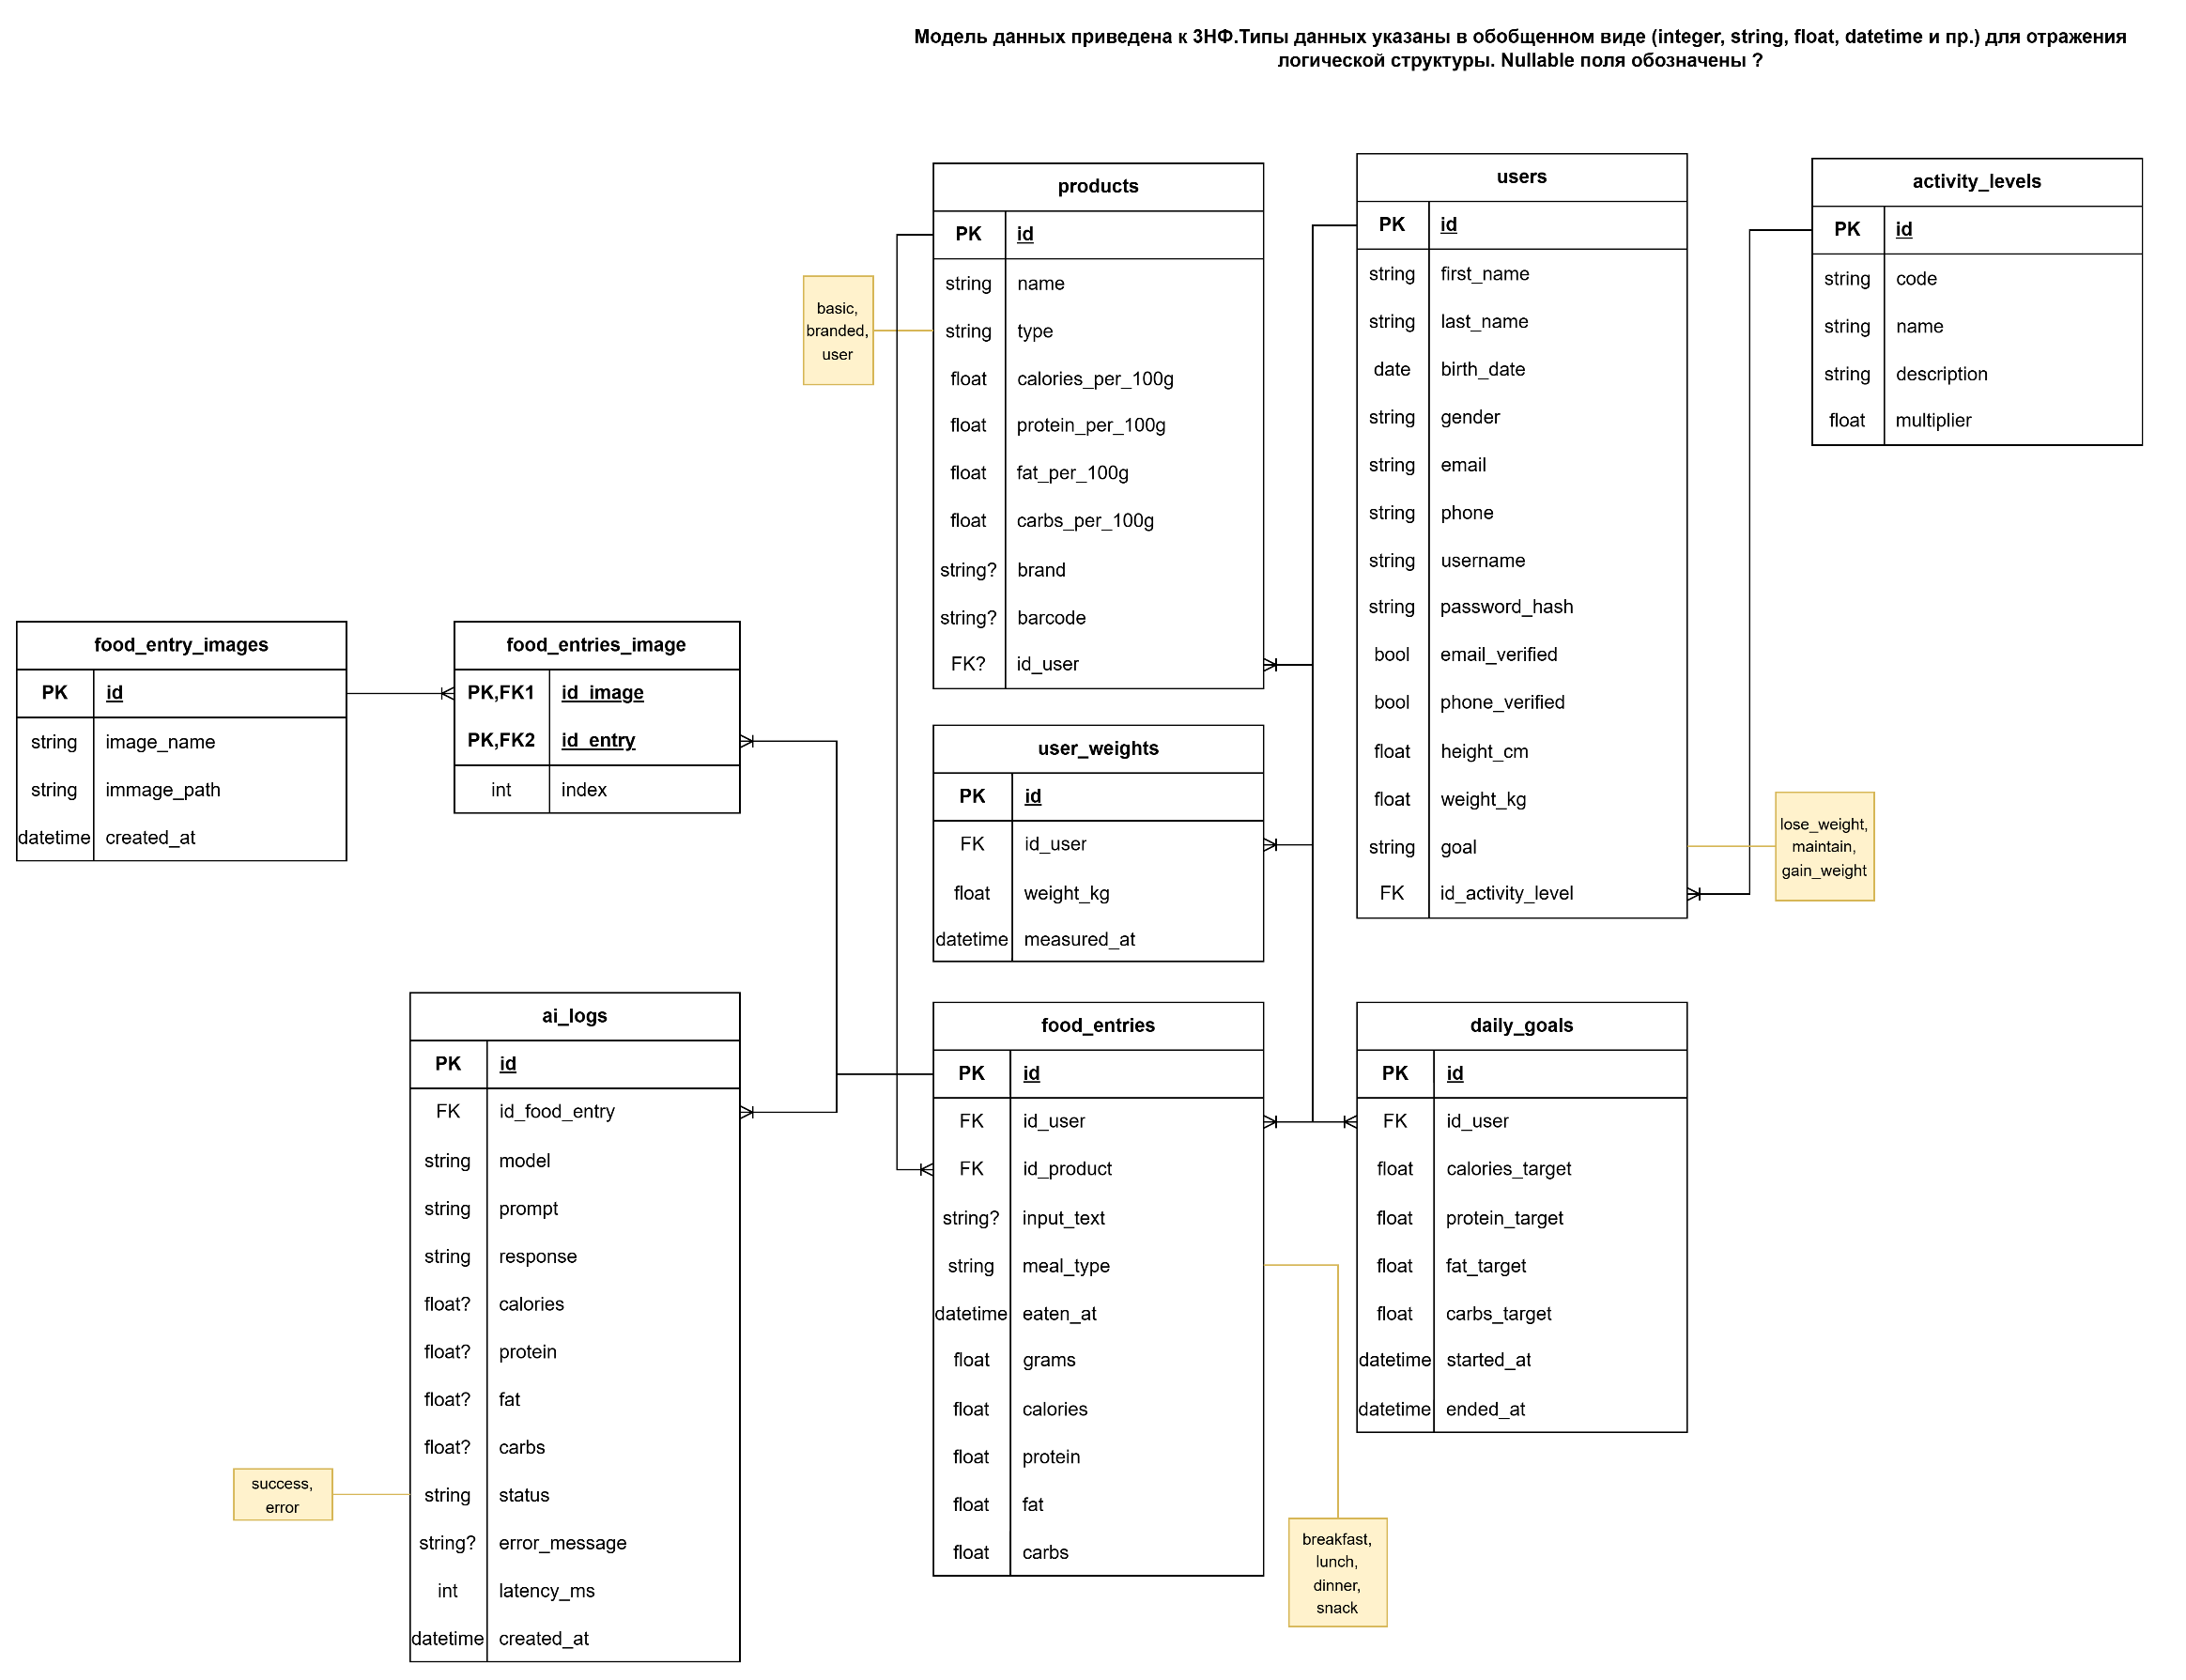 Модель данных приведена к 3НФ.Типы данных указаны в обобщенном виде (integer, string, float, datetime и пр.) для отражения
логической структуры. Nullable поля обозначены ?
products
PK id
string name
string type
float calories_per_100g
float protein_per_100g
float fat_per_100g
float carbs_per_100g
string? brand
string? barcode
FK? id_user
basic,
branded,
user
users
PK id
string first_name
string last_name
date birth_date
string gender
string email
string phone
string username
string password_hash
bool email_verified
bool phone_verified
float height_cm
float weight_kg
string goal
FK id_activity_level
lose_weight,
maintain,
gain_weight
activity_levels
PK id
string code
string name
string description
float multiplier
food_entry_images
PK id
string image_name
string immage_path
datetime created_at
food_entries_image
PK,FK1 id_image
PK,FK2 id_entry
int index
user_weights
PK id
FK id_user
float weight_kg
datetime measured_at
ai_logs
PK id
FK id_food_entry
string model
string prompt
string response
float? calories
float? protein
float? fat
float? carbs
string status
string? error_message
int latency_ms
datetime created_at
success,
error
food_entries
PK id
FK id_user
FK id_product
string? input_text
string meal_type
datetime eaten_at
float grams
float calories
float protein
float fat
float carbs
breakfast,
lunch,
dinner,
snack
daily_goals
PK id
FK id_user
float calories_target
float protein_target
float fat_target
float carbs_target
datetime started_at
datetime ended_at